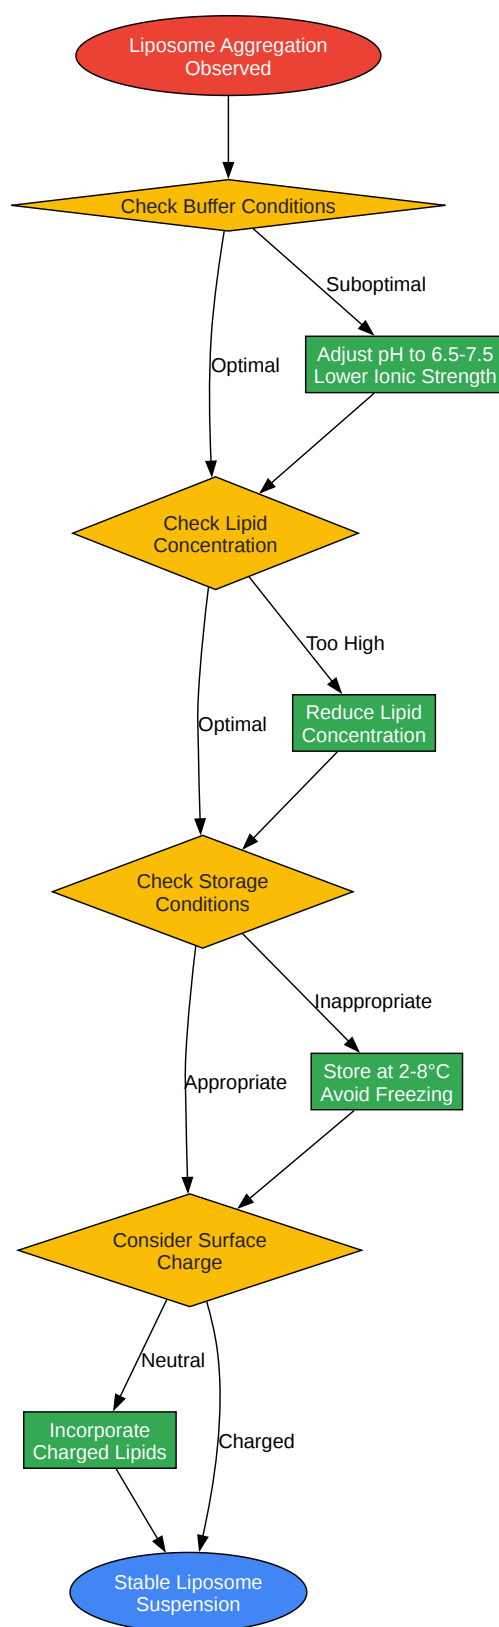 Liposome Aggregation
Observed
Check Buffer Conditions
Suboptimal
Adjust pH to 6.5-7.5
Lower Ionic Strength
Optimal
Check Lipid
Concentration
Too High
Reduce Lipid
Concentration
Optimal
Check Storage
Conditions
Inappropriate
Store at 2-8°C
Avoid Freezing
Appropriate
Consider Surface
Charge
Neutral
Incorporate
Charged Lipids
Charged
Stable Liposome
Suspension